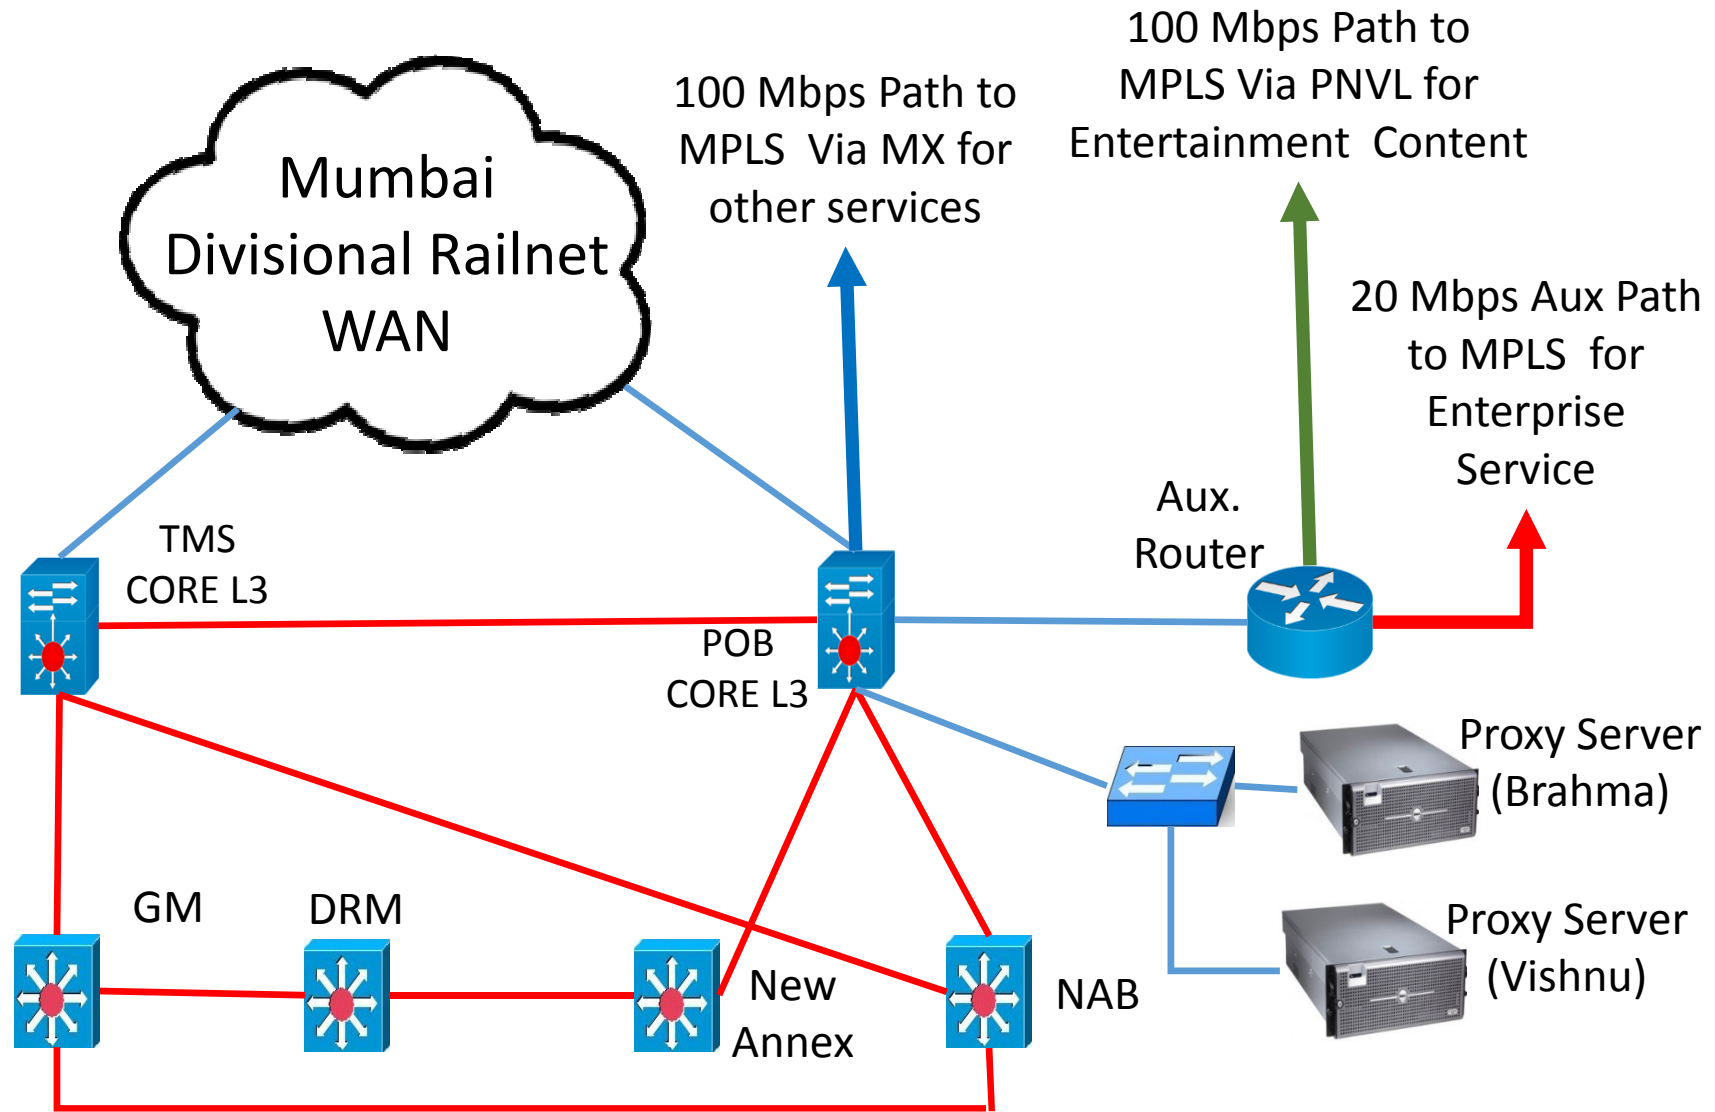 100 Mbps Path to
MPLS Via PNVL for
Entertainment Content
100 Mbps Path to
MPLS Via MX for
other services
Mumbai
Divisional Railnet
WAN
20 Mbps Aux Path
to MPLS for
Enterprise
Service
Aux.
Router
TMS
CORE L3
POB
CORE L3
Proxy Server
(Brahma)
GM
DRM
New
Annex
NAB
Proxy Server
(Vishnu)